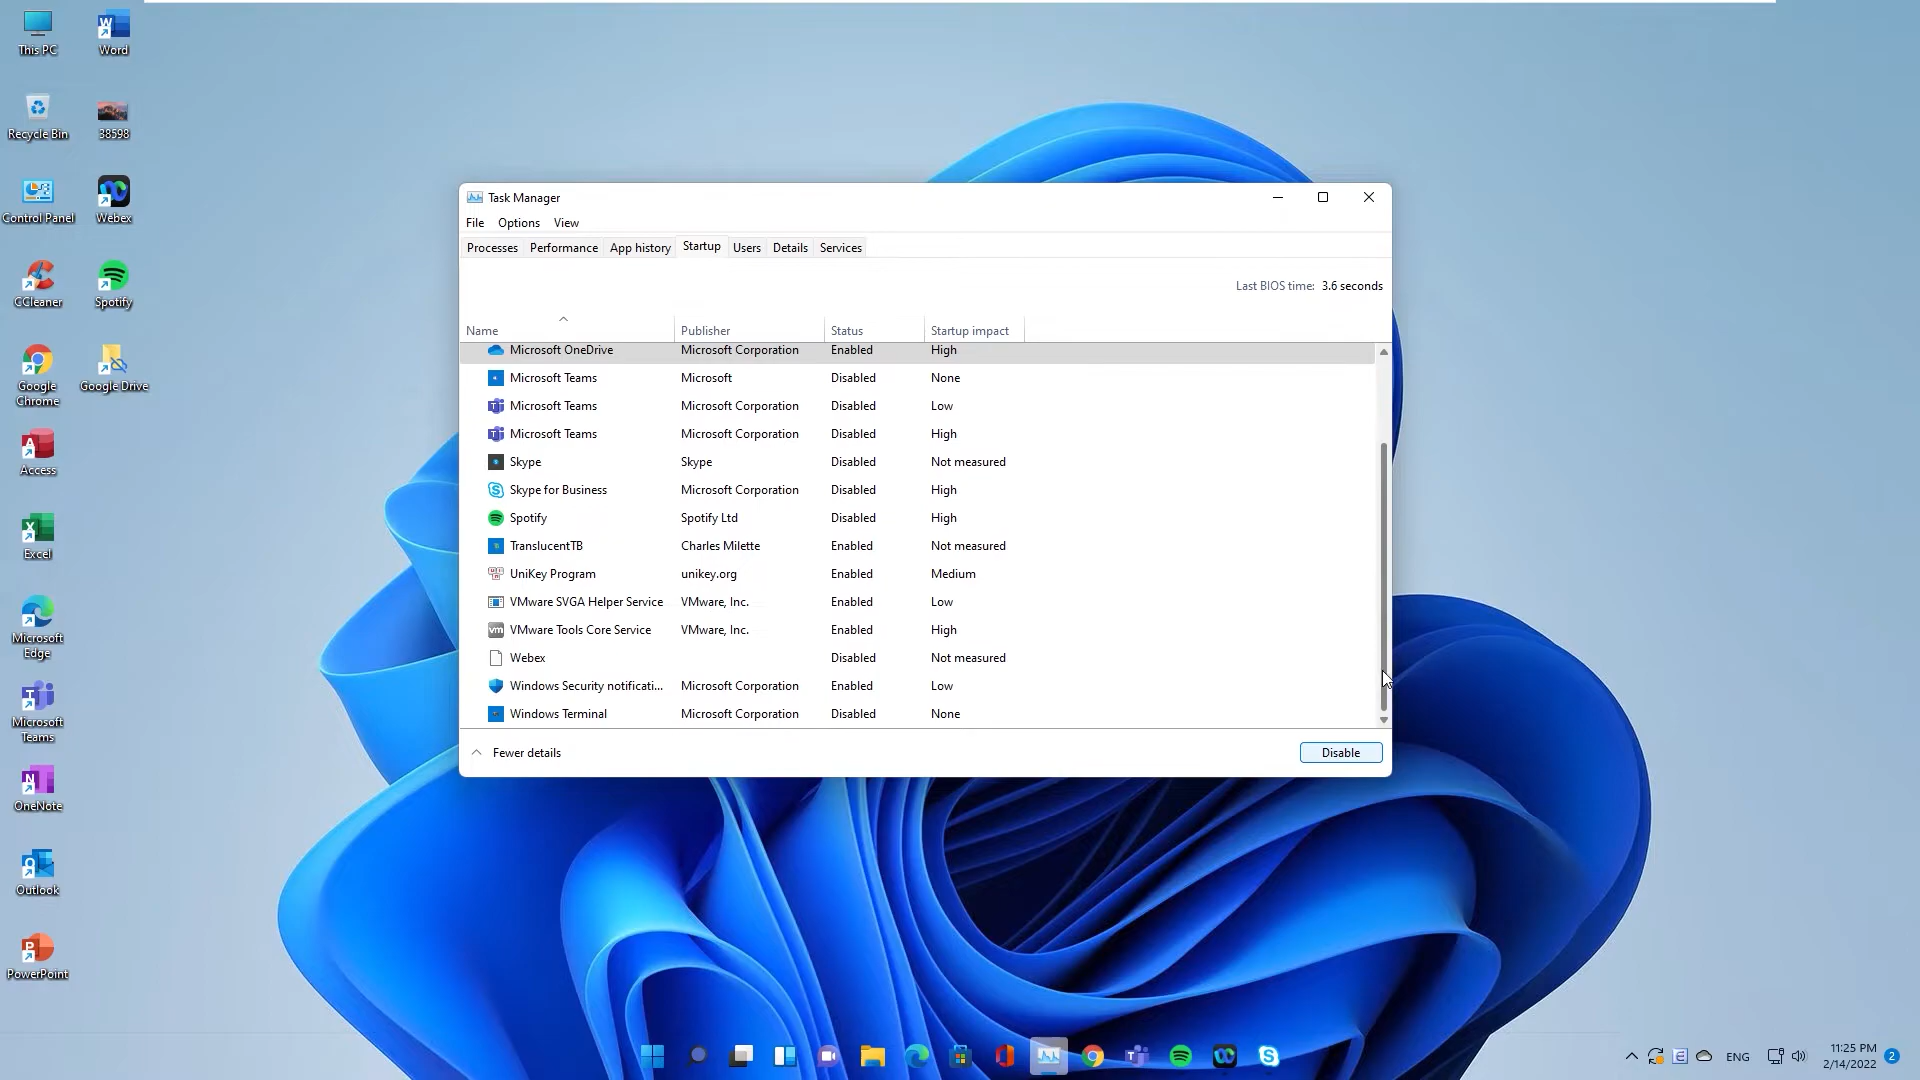 This PC
Word
Recycle Bin
38598
Control Panel
Webex
CCleaner
Spotify
Google
Chrome
Google Drive
Access
Excel
Microsoft
Edge
Microsoft
Teams
OneNote
Outlook
PowerPoint
Task Manager
File Options View
Processes Performance App history Startup Users Details Services
Last BIOS time: 3.6 seconds
Name Publisher Status Startup impact
Microsoft OneDrive Microsoft Corporation Enabled High
Microsoft Teams Microsoft Disabled None
Microsoft Teams Microsoft Corporation Disabled Low
Microsoft Teams Microsoft Corporation Disabled High
Skype Skype Disabled Not measured
Skype for Business Microsoft Corporation Disabled High
Spotify Spotify Ltd Disabled High
TranslucentTB Charles Milette Enabled Not measured
UniKey Program unikey.org Enabled Medium
VMware SVGA Helper Service VMware, Inc. Enabled Low
vm VMware Tools Core Service VMware, Inc. Enabled High
Webex Disabled Not measured
Windows Security notificati... Microsoft Corporation Enabled Low
Windows Terminal Microsoft Corporation Disabled None
Fewer details Disable
ENG 11:25 PM
2/14/2022 2